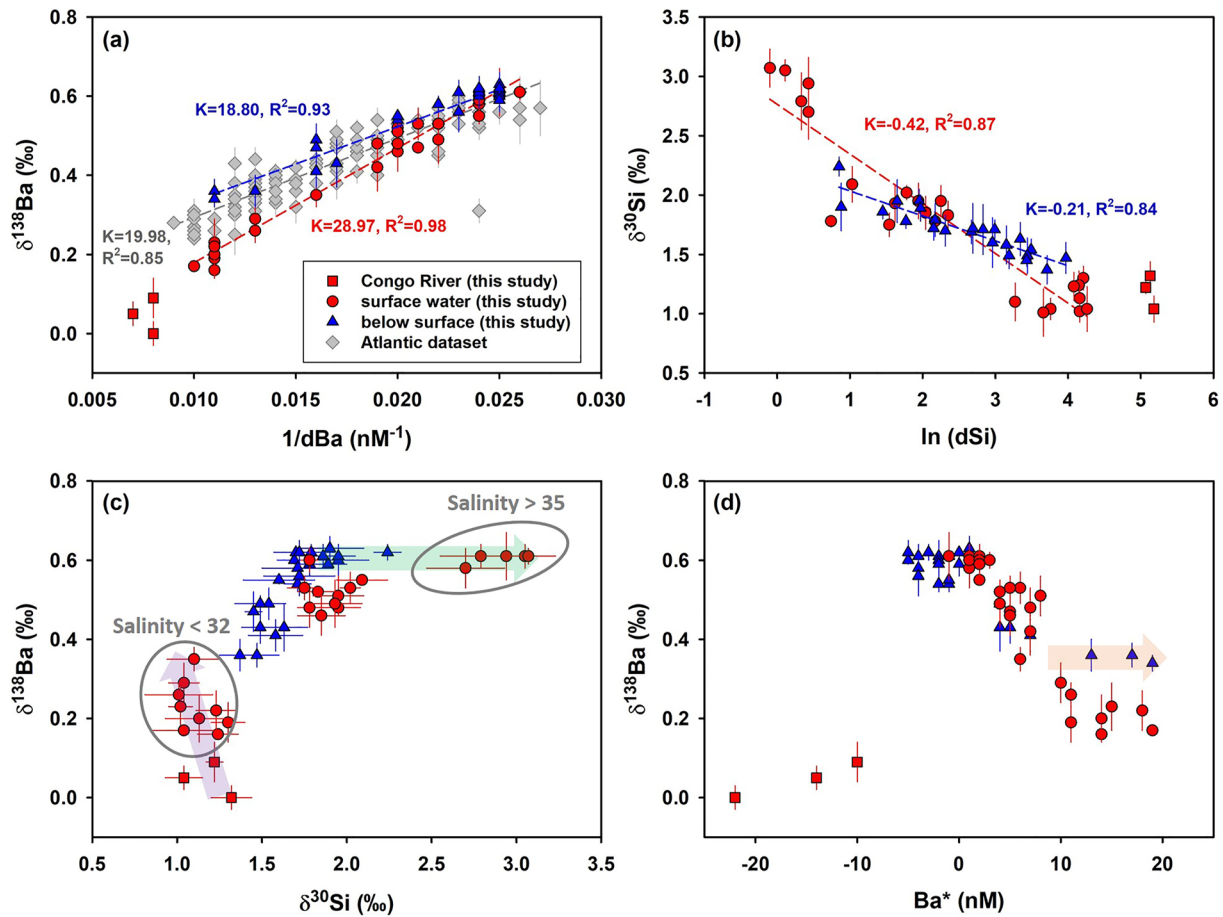 (a)
K=18.80, R²=0.93
K=28.97, R²=0.98
K=19.98,
R²=0.85
Congo River (this study)
surface water (this study)
below surface (this study)
Atlantic dataset
δ¹³⁸Ba (‰)
0.8
0.6
0.4
0.2
0.0
0.005 0.010 0.015 0.020 0.025 0.030
1/dBa (nM⁻¹)
(b)
K=-0.42, R²=0.87
K=-0.21, R²=0.84
δ³⁰Si (‰)
3.5
3.0
2.5
2.0
1.5
1.0
0.5
-1 0 1 2 3 4 5 6
ln (dSi)
(c)
Salinity > 35
Salinity < 32
δ¹³⁸Ba (‰)
0.8
0.6
0.4
0.2
0.0
0.5 1.0 1.5 2.0 2.5 3.0 3.5
δ³⁰Si (‰)
(d)
δ¹³⁸Ba (‰)
0.8
0.6
0.4
0.2
0.0
-20 -10 0 10 20
Ba* (nM)